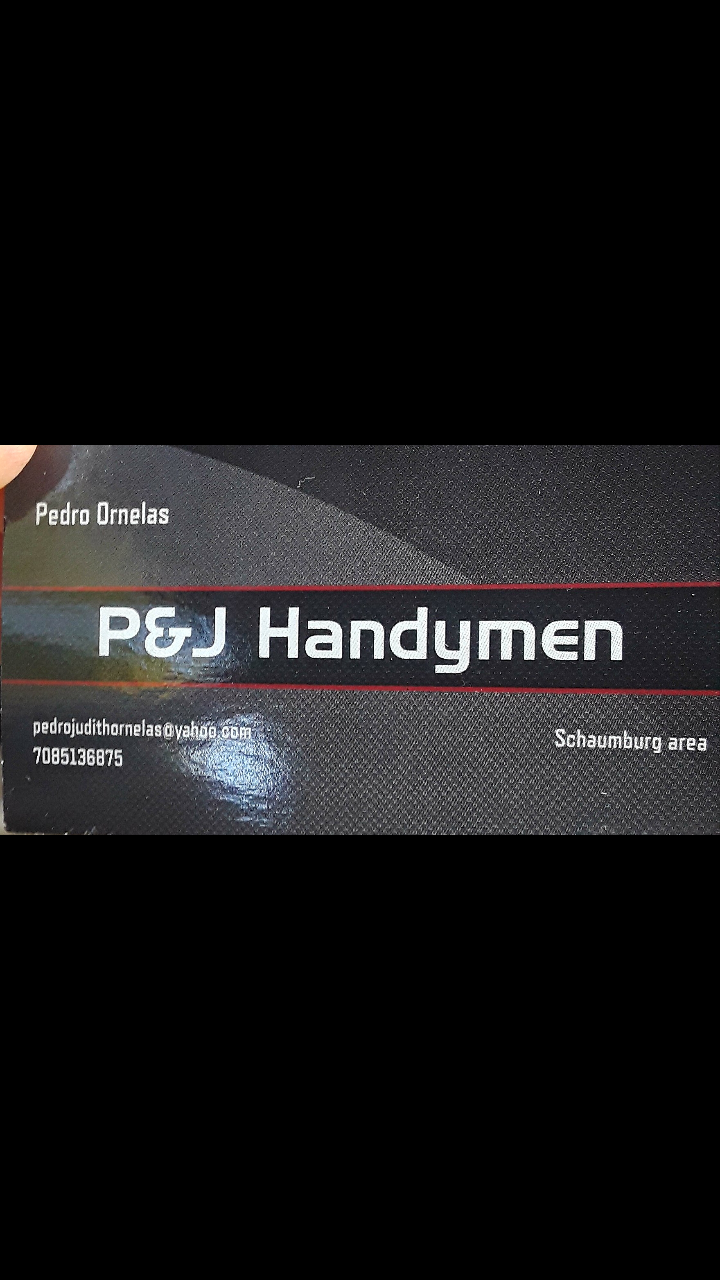 Pedro Ornelas
P&J Handymen
pedrojudithornelas@yahoo.com
7085136875
Schaumburg area